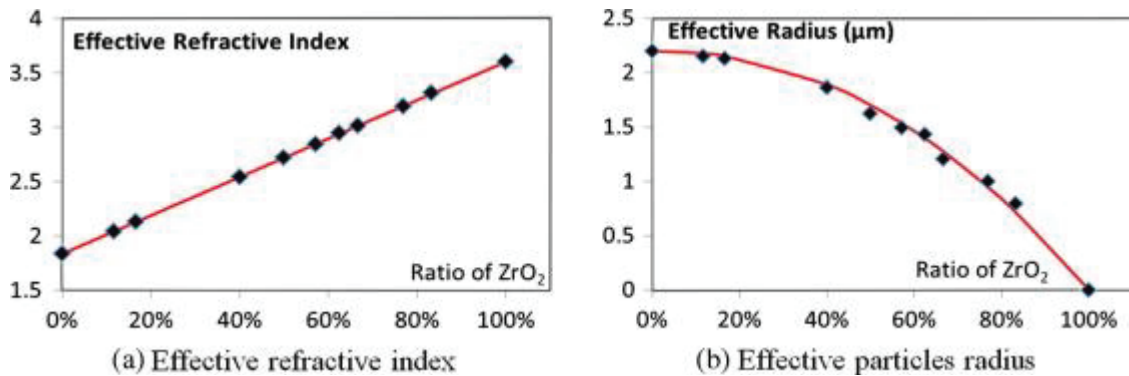 4
3.5
3
2.5
2
1.5
Effective Refractive Index
Ratio of ZrO₂
0% 20% 40% 60% 80% 100%
(a) Effective refractive index
2.5
2
1.5
1
0.5
0
Effective Radius (µm)
Ratio of ZrO₂
0% 20% 40% 60% 80% 100%
(b) Effective particles radius